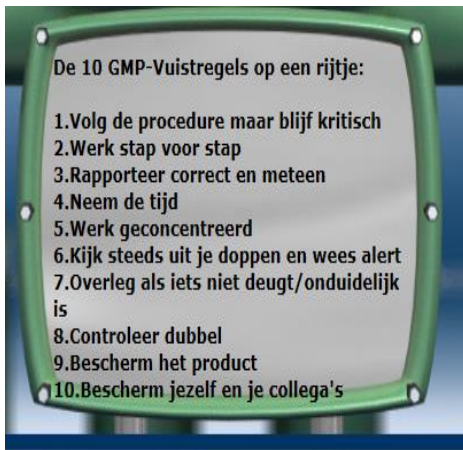 De 10 GMP-Vuistregels op een rijtje:
1.Volg de procedure maar blijf kritisch
2.Werk stap voor stap
3.Rapporteer correct en meteen
4.Neem de tijd
5.Werk geconcentreerd
6.Kijk steeds uit je doppen en wees alert
7.Overleg als iets niet deugt/onduidelijk
is
8.Controleer dubbel
9.Bescherm het product
10.Bescherm jezelf en je collega's